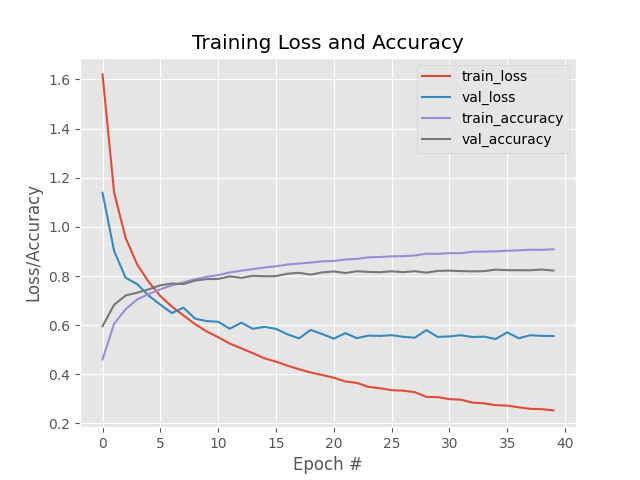 Training Loss and Accuracy
train_loss
val_loss
train_accuracy
val_accuracy
1.6
1.4
1.2
1.0
0.8
0.6
0.4
0.2
Loss/Accuracy
0 5 10 15 20 25 30 35 40
Epoch #